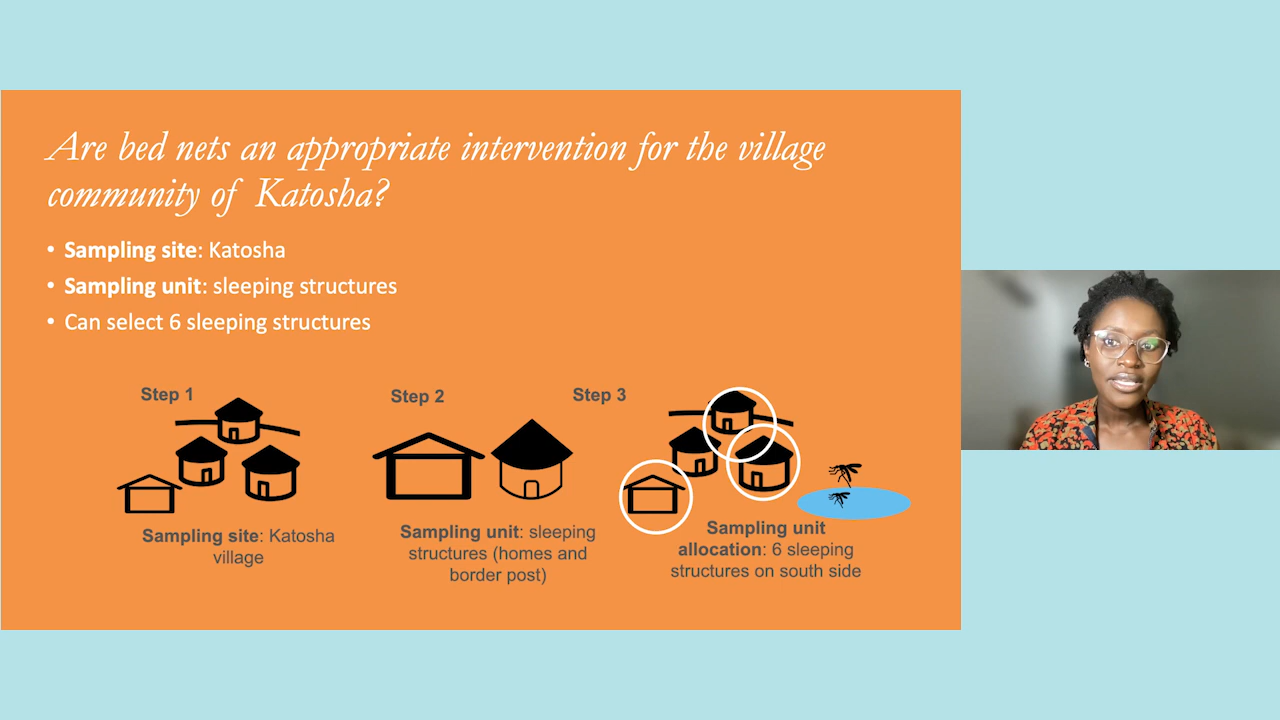 Are bed nets an appropriate intervention for the village
community of Katosha?
• Sampling site: Katosha
• Sampling unit: sleeping structures
• Can select 6 sleeping structures
Step 1
Sampling site: Katosha
village
Step 2
Sampling unit: sleeping
structures (homes and
border post)
Step 3
Sampling unit
allocation: 6 sleeping
structures on south side